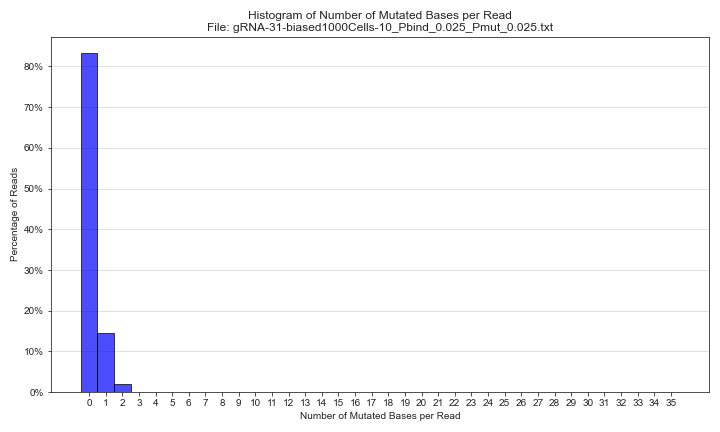 Histogram of Number of Mutated Bases per Read
File: gRNA-31-biased1000Cells-10_Pbind_0.025_Pmut_0.025.txt
Percentage of Reads
80%
70%
60%
50%
40%
30%
20%
10%
0%
0 1 2 3 4 5 6 7 8 9 10 11 12 13 14 15 16 17 18 19 20 21 22 23 24 25 26 27 28 29 30 31 32 33 34 35
Number of Mutated Bases per Read